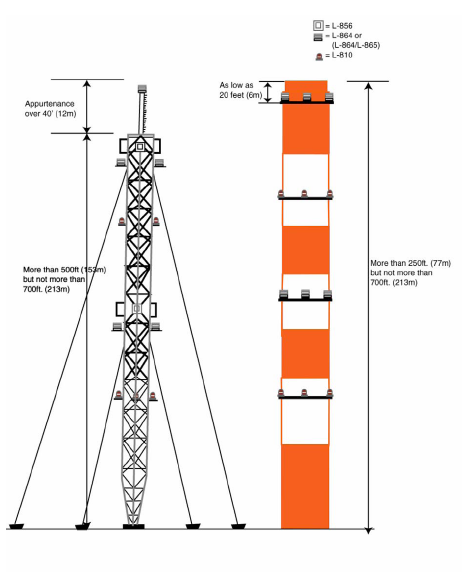 = L-856
= L-864 or
(L-864/L-865)
= L-810
Appurtenance
over 40' (12m)
As low as
20 feet (6m)
More than 500ft (153m)
but not more than
700ft. (213m)
More than 250ft. (77m)
but not more than
700ft. (213m)